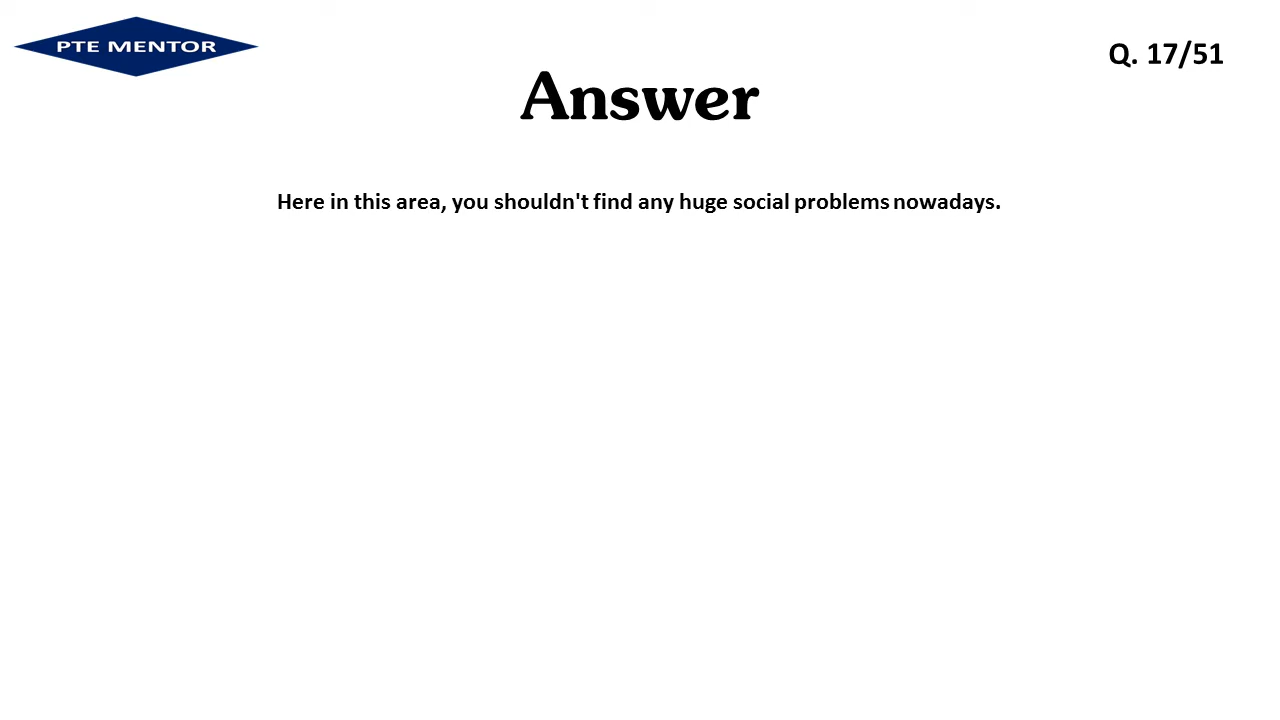 PTE MENTOR
Q. 17/51
Answer
Here in this area, you shouldn't find any huge social problems nowadays.